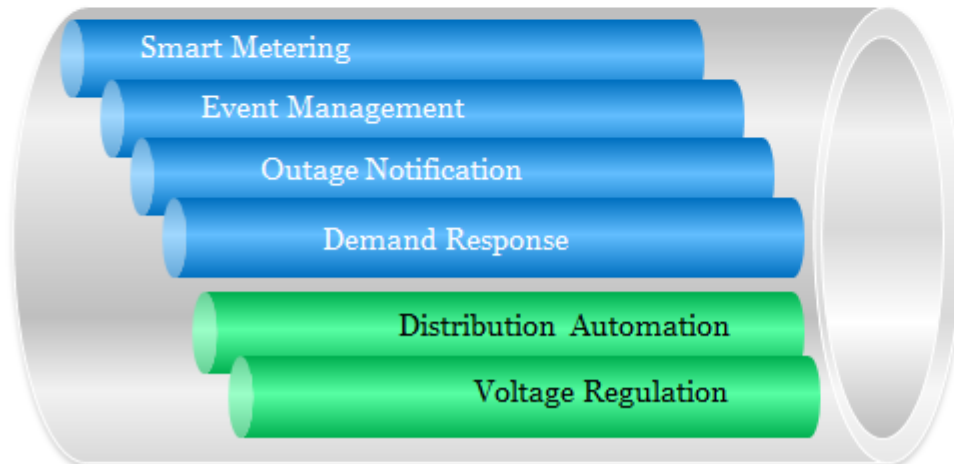 Smart Metering
Event Management
Outage Notification
Demand Response
Distribution Automation
Voltage Regulation